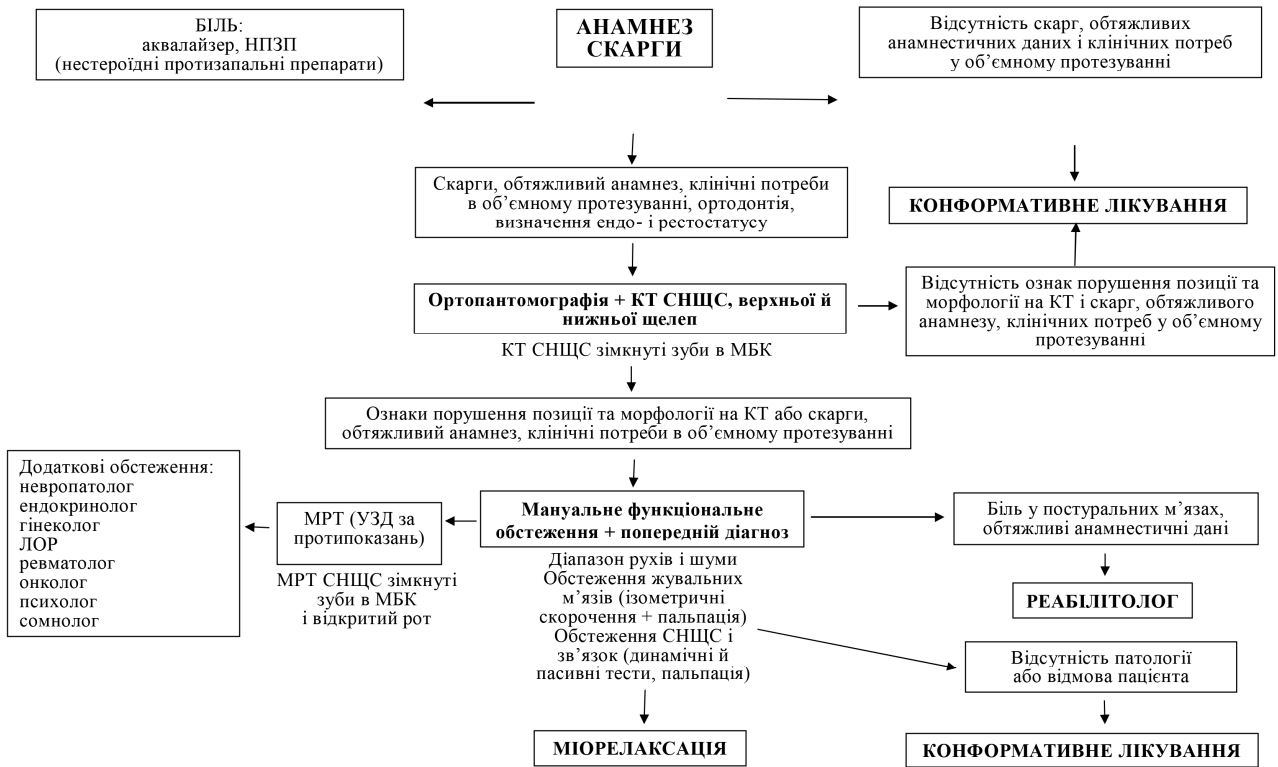 БІЛЬ:
аквалайзер, НПЗП
(нестероїдні протизапальні препарати)
АНАМНЕЗ
СКАРГИ
Відсутність скарг, обтяжливих
анамнестичних даних і клінічних потреб
у об’ємному протезуванні
Скарги, обтяжливий анамнез, клінічні потреби
в об’ємному протезуванні, ортодонтія,
визначення ендо- і рестостатусу
КОНФОРМАТИВНЕ ЛІКУВАННЯ
Ортопантомографія + КТ СНЩС, верхньої й
нижньої щелеп
КТ СНЩС зімкнуті зуби в МБК
Відсутність ознак порушення позиції та
морфології на КТ і скарг, обтяжливого
анамнезу, клінічних потреб у об’ємному
протезуванні
Ознаки порушення позиції та морфології на КТ або скарги,
обтяжливий анамнез, клінічні потреби в об’ємному протезуванні
Додаткові обстеження:
невропатолог
ендокринолог
гінеколог
ЛОР
ревматолог
онколог
психолог
сомнолог
МРТ (УЗД за
протипоказань)
МРТ СНЩС зімкнуті
зуби в МБК
і відкритий рот
Мануальне функціональне
обстеження + попередній діагноз
Діапазон рухів і шуми
Обстеження жувальних
м’язів (ізометричні
скорочення + пальпація)
Обстеження СНЩС і
зв’язок (динамічні й
пасивні тести, пальпація)
МІОРЕЛАКСАЦІЯ
Біль у постуральних м’язах,
обтяжливі анамнестичні дані
РЕАБІЛІТОЛОГ
Відсутність патології
або відмова пацієнта
КОНФОРМАТИВНЕ ЛІКУВАННЯ